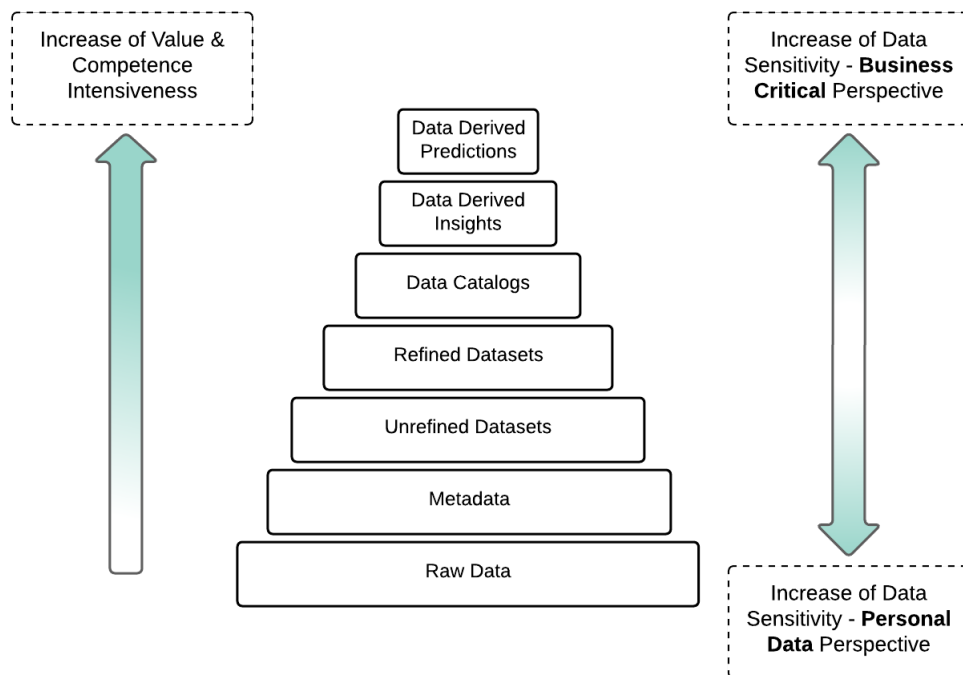 Increase of Value &
Competence
Intensiveness
Increase of Data
Sensitivity - Business
Critical Perspective
Data Derived
Predictions
Data Derived
Insights
Data Catalogs
Refined Datasets
Unrefined Datasets
Metadata
Raw Data
Increase of Data
Sensitivity - Personal
Data Perspective